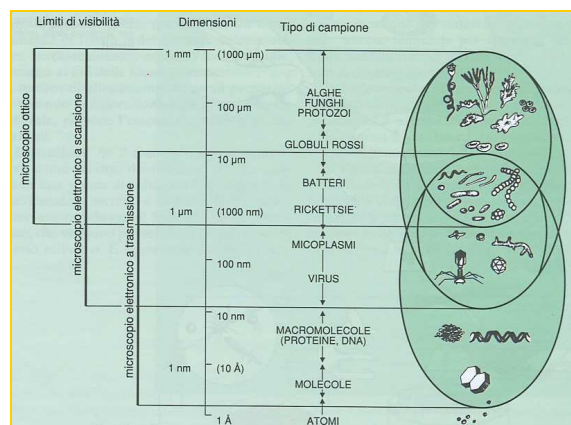 Limiti di visibilità
Dimensioni
Tipo di campione
microscopio ottico
microscopio elettronico a scansione
microscopio elettronico a trasmissione
1 mm (1000 µm)
100 µm
10 µm
1 µm (1000 nm)
100 nm
10 nm
1 nm (10 Å)
1 Å
ALGHE
FUNGHI
PROTOZOI
GLOBULI ROSSI
BATTERI
RICKETTSIE
MICOPLASMI
VIRUS
MACROMOLECOLE
(PROTEINE, DNA)
MOLECOLE
ATOMI